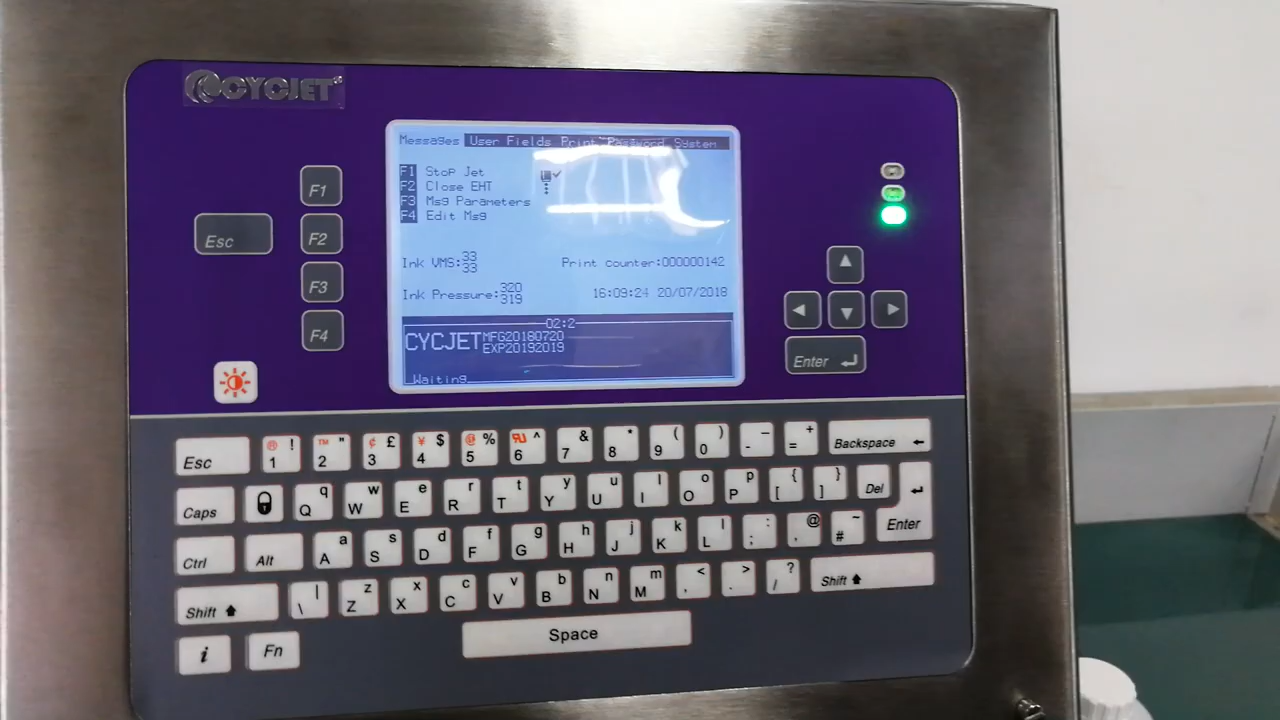 CYCJET
Messages User Fields Print Password System
F1 Stop Jet
F2 Close EHT
F3 Msg Parameters
F4 Edit Msg
Ink VMS:33
33
Print counter:000000142
Ink Pressure:320
319
16:09:24 20/07/2018
02:2
CYCJET MFG20180720
EXP20192019
Waiting
Esc
F1
F2
F3
F4
Enter
Esc ® ! 1 ™ " 2 ¢ £ 3 ¥ $ 4 @ % 5 ^ 6 & 7 * 8 ( 9 ) 0 _ - + = Backspace
Caps q Q w W e E r R t T y Y u U l I o O p P { [ } ] Del
Ctrl Alt a A s S d D f F g G h H j J k K l L : ; @ ' ~ # Enter
Shift | \ z Z x X c C v V b B n N m M < , > . ? / Shift
i Fn Space